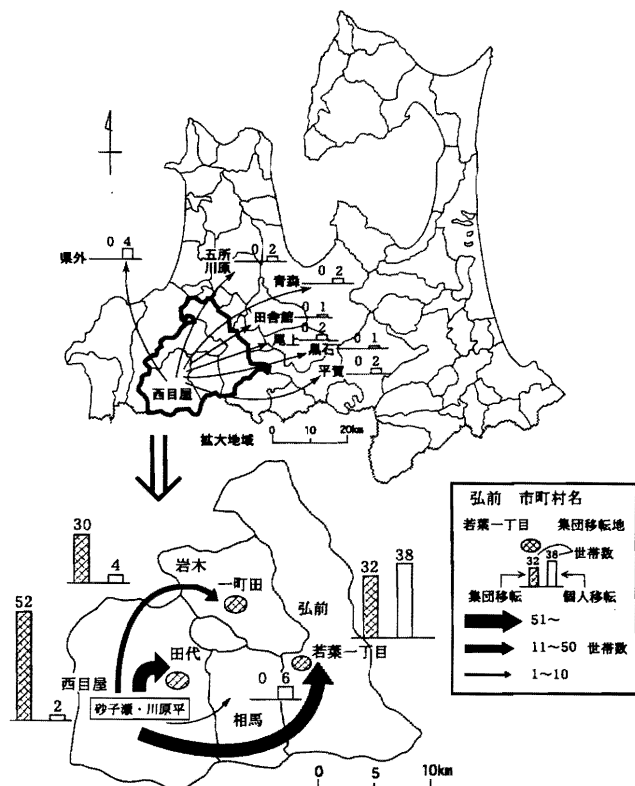 0 4
県外
五所
川原
0 2
青森
0 2
田舎館
0 1
尾上
0 2
黒石
0 1
平賀
0 2
西目屋
拡大地域
0 10 20km
30
4
岩木
一町田
弘前
32 38
52
2
田代
若葉一丁目
西目屋
0 6
砂子瀬・川原平
相馬
0 5 10km
弘前 市町村名
若葉一丁目 集団移転地
32 38 世帯数
集団移転 個人移転
51~
11~50 世帯数
1~10